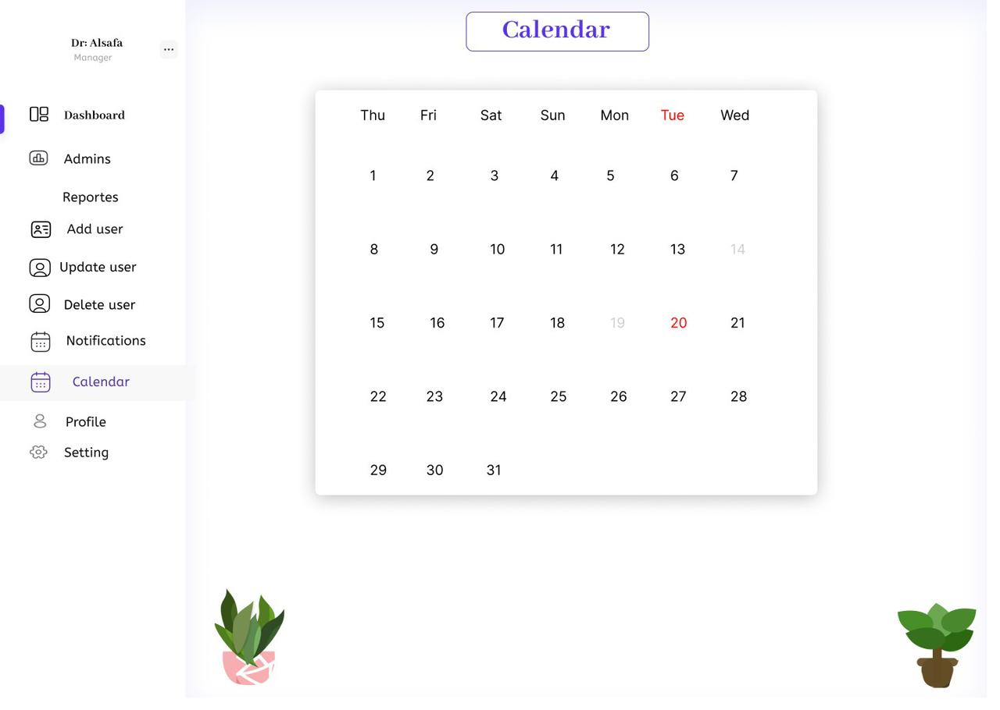 Dr: Alsafa
Manager
Dashboard
Admins
Reportes
Add user
Update user
Delete user
Notifications
Calendar
Profile
Setting
Calendar
Thu Fri Sat Sun Mon Tue Wed
1 2 3 4 5 6 7
8 9 10 11 12 13 14
15 16 17 18 19 20 21
22 23 24 25 26 27 28
29 30 31